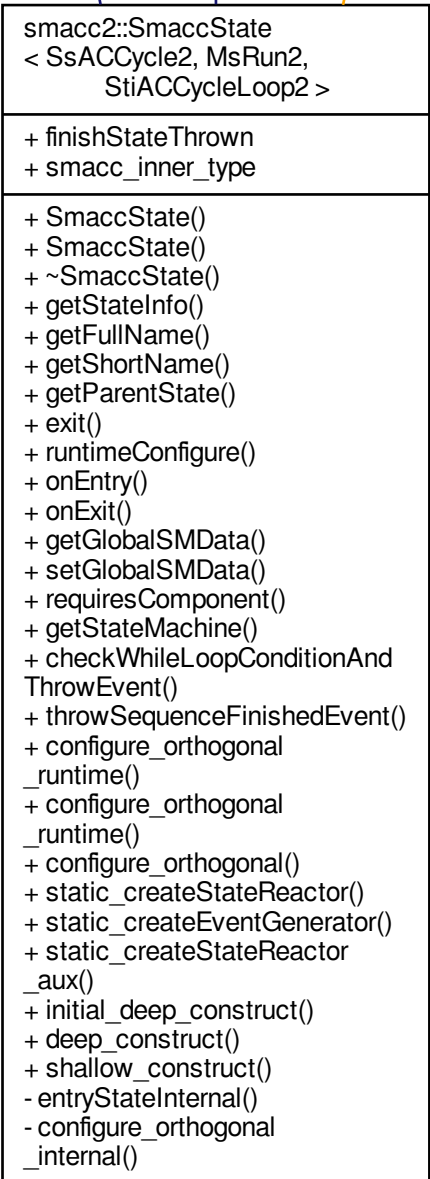 smacc2::SmaccState
< SsACCycle2, MsRun2,
StiACCycleLoop2 >
+ finishStateThrown
+ smacc_inner_type
+ SmaccState()
+ SmaccState()
+ ~SmaccState()
+ getStateInfo()
+ getFullName()
+ getShortName()
+ getParentState()
+ exit()
+ runtimeConfigure()
+ onEntry()
+ onExit()
+ getGlobalSMData()
+ setGlobalSMData()
+ requiresComponent()
+ getStateMachine()
+ checkWhileLoopConditionAnd
ThrowEvent()
+ throwSequenceFinishedEvent()
+ configure_orthogonal
_runtime()
+ configure_orthogonal
_runtime()
+ configure_orthogonal()
+ static_createStateReactor()
+ static_createEventGenerator()
+ static_createStateReactor
_aux()
+ initial_deep_construct()
+ deep_construct()
+ shallow_construct()
- entryStateInternal()
- configure_orthogonal
_internal()